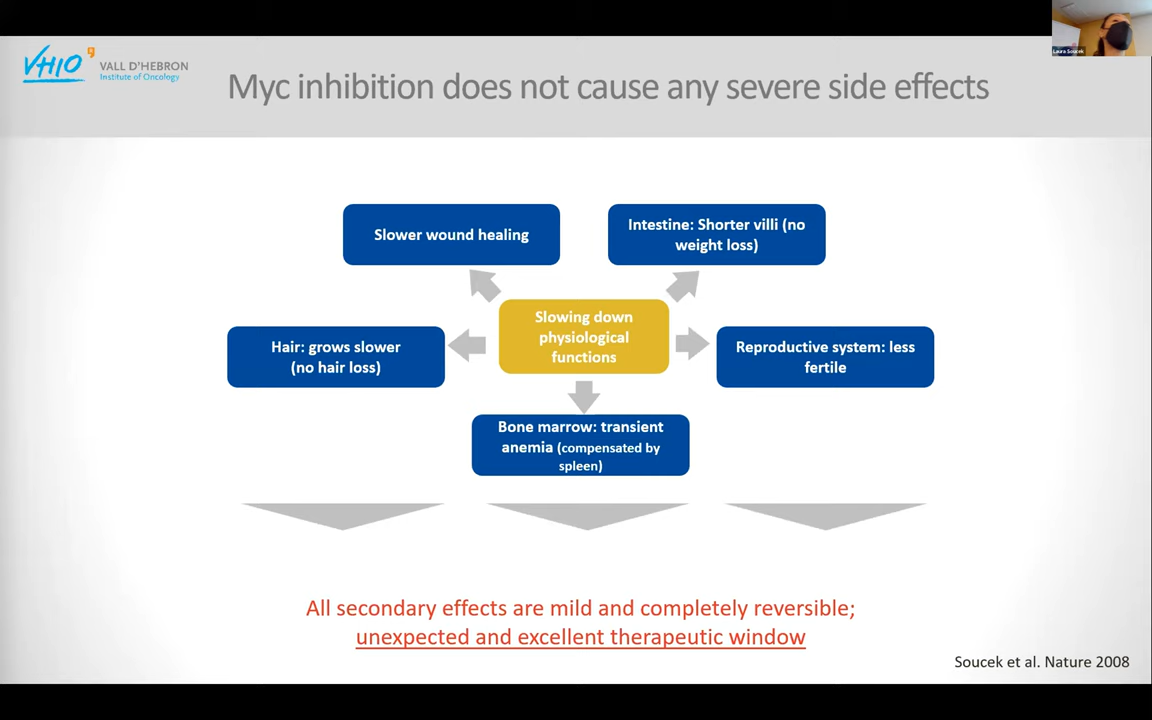 Laura Soucek
VHIO
VALL D'HEBRON
Institute of Oncology
Myc inhibition does not cause any severe side effects
Slower wound healing
Intestine: Shorter villi (no
weight loss)
Slowing down
physiological
functions
Hair: grows slower
(no hair loss)
Reproductive system: less
fertile
Bone marrow: transient
anemia (compensated by
spleen)
All secondary effects are mild and completely reversible;
unexpected and excellent therapeutic window
Soucek et al. Nature 2008